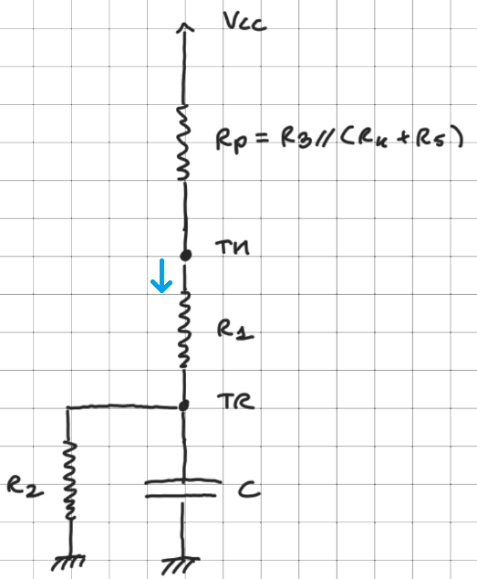 Vcc
Rp = R3//(R4+R5)
TH
R1
TR
R2
C